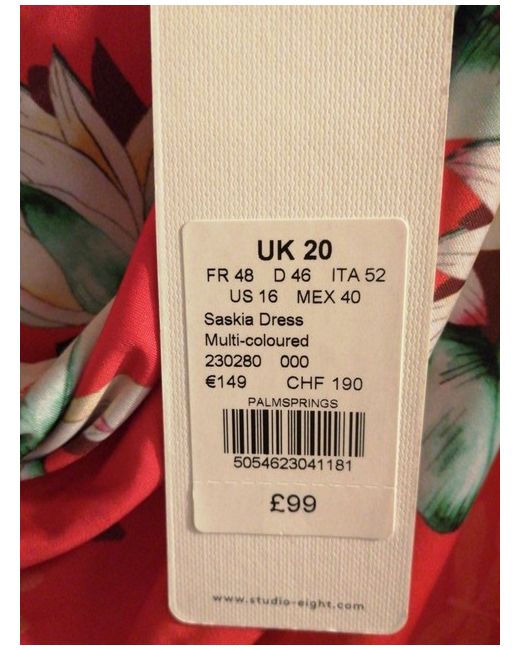 UK 20
FR 48 D 46 ITA 52
US 16 MEX 40
Saskia Dress
Multi-coloured
230280 000
€149 CHF 190
PALMSPRINGS
5054623041181
£99
www.studio-eight.com